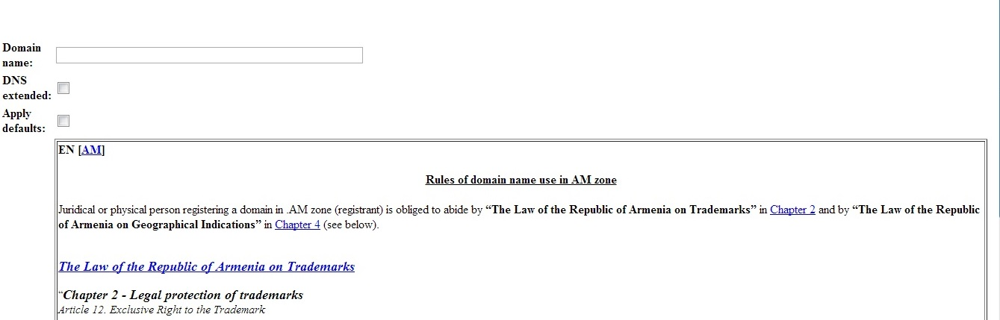 Domain
name:
DNS
extended:
Apply
defaults:
EN [AM]
Rules of domain name use in AM zone
Juridical or physical person registering a domain in .AM zone (registrant) is obliged to abide by “The Law of the Republic of Armenia on Trademarks” in Chapter 2 and by “The Law of the Republic
of Armenia on Geographical Indications” in Chapter 4 (see below).
The Law of the Republic of Armenia on Trademarks
“Chapter 2 - Legal protection of trademarks
Article 12. Exclusive Right to the Trademark